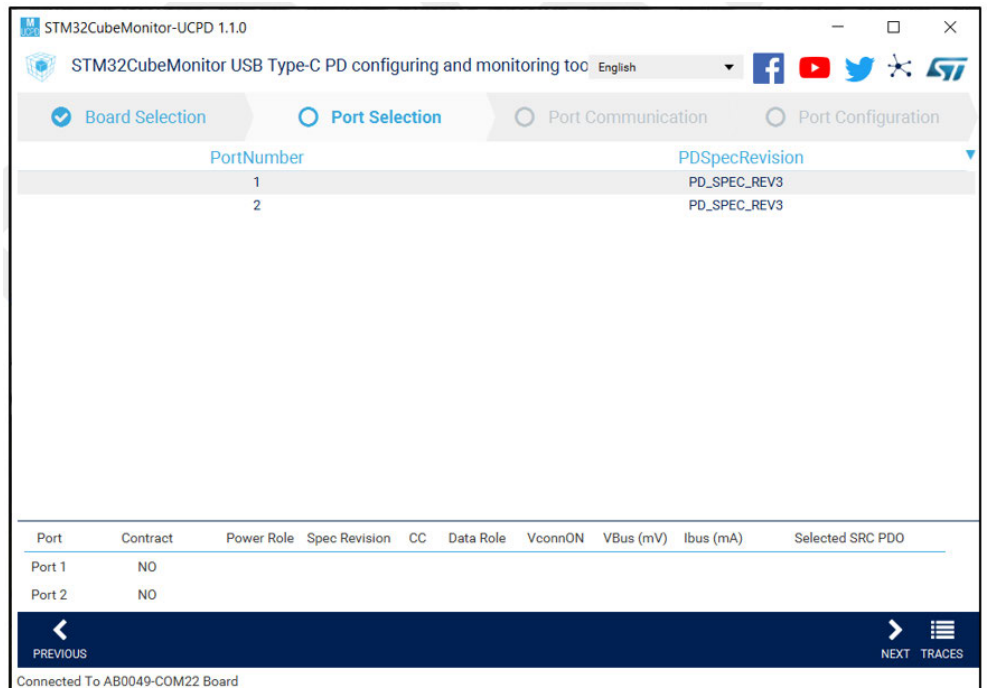 STM32CubeMonitor-UCPD 1.1.0
STM32CubeMonitor USB Type-C PD configuring and monitoring too English
Board Selection Port Selection Port Communication Port Configuration
PortNumber PDSpecRevision
1 PD_SPEC_REV3
2 PD_SPEC_REV3
Port Contract Power Role Spec Revision CC Data Role VconnON VBus (mV) Ibus (mA) Selected SRC PDO
Port 1 NO
Port 2 NO
PREVIOUS NEXT TRACES
Connected To AB0049-COM22 Board